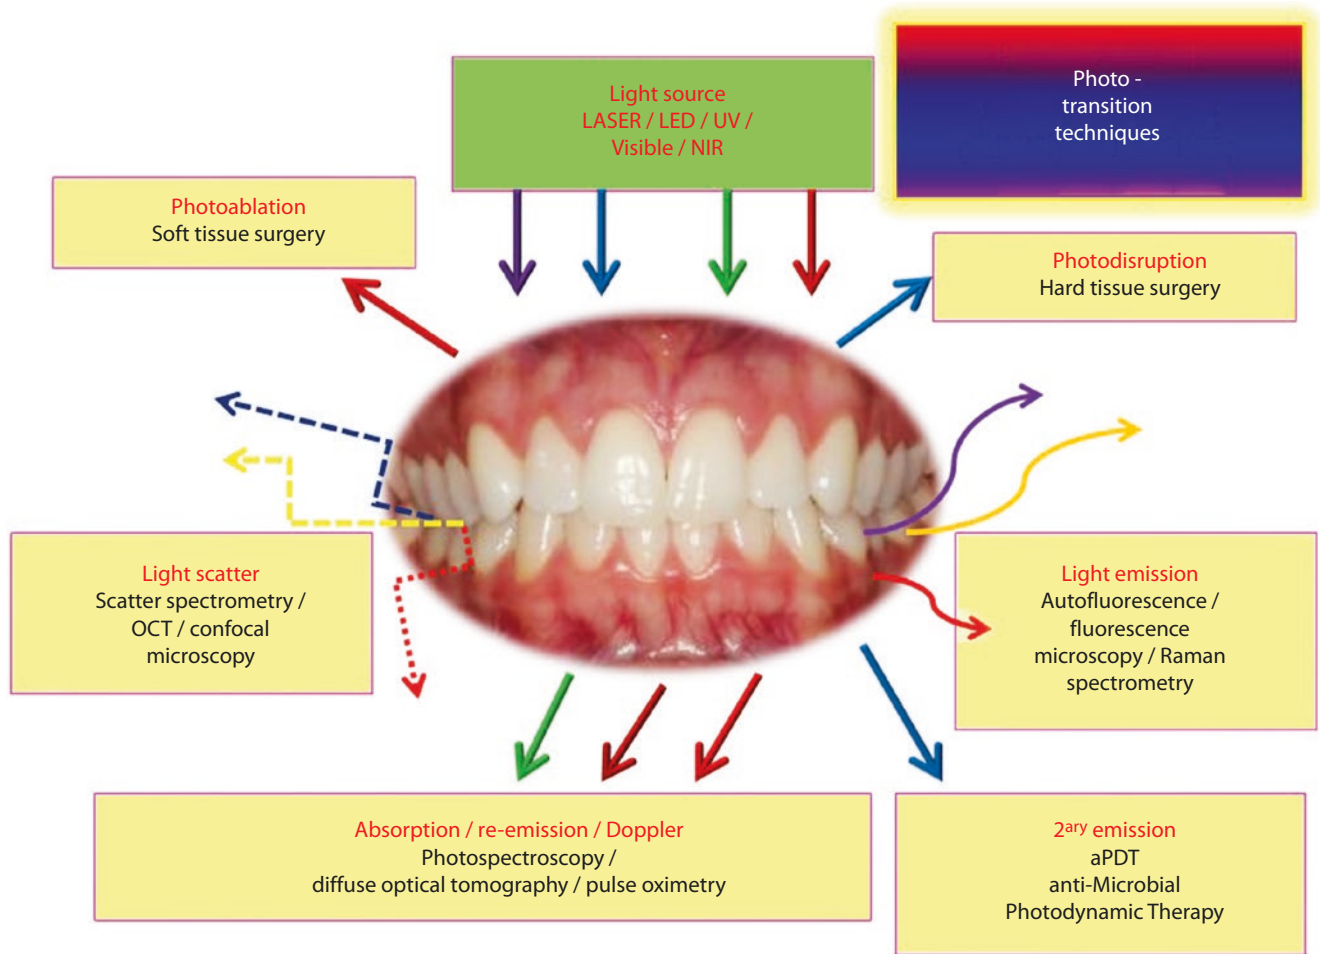 Light source
LASER / LED / UV /
Visible / NIR
Photo -
transition
techniques
Photoablation
Soft tissue surgery
Photodisruption
Hard tissue surgery
Light scatter
Scatter spectrometry /
OCT / confocal
microscopy
Light emission
Autofluorescence /
fluorescence
microscopy / Raman
spectrometry
Absorption / re-emission / Doppler
Photospectroscopy /
diffuse optical tomography / pulse oximetry
2ary emission
aPDT
anti-Microbial
Photodynamic Therapy